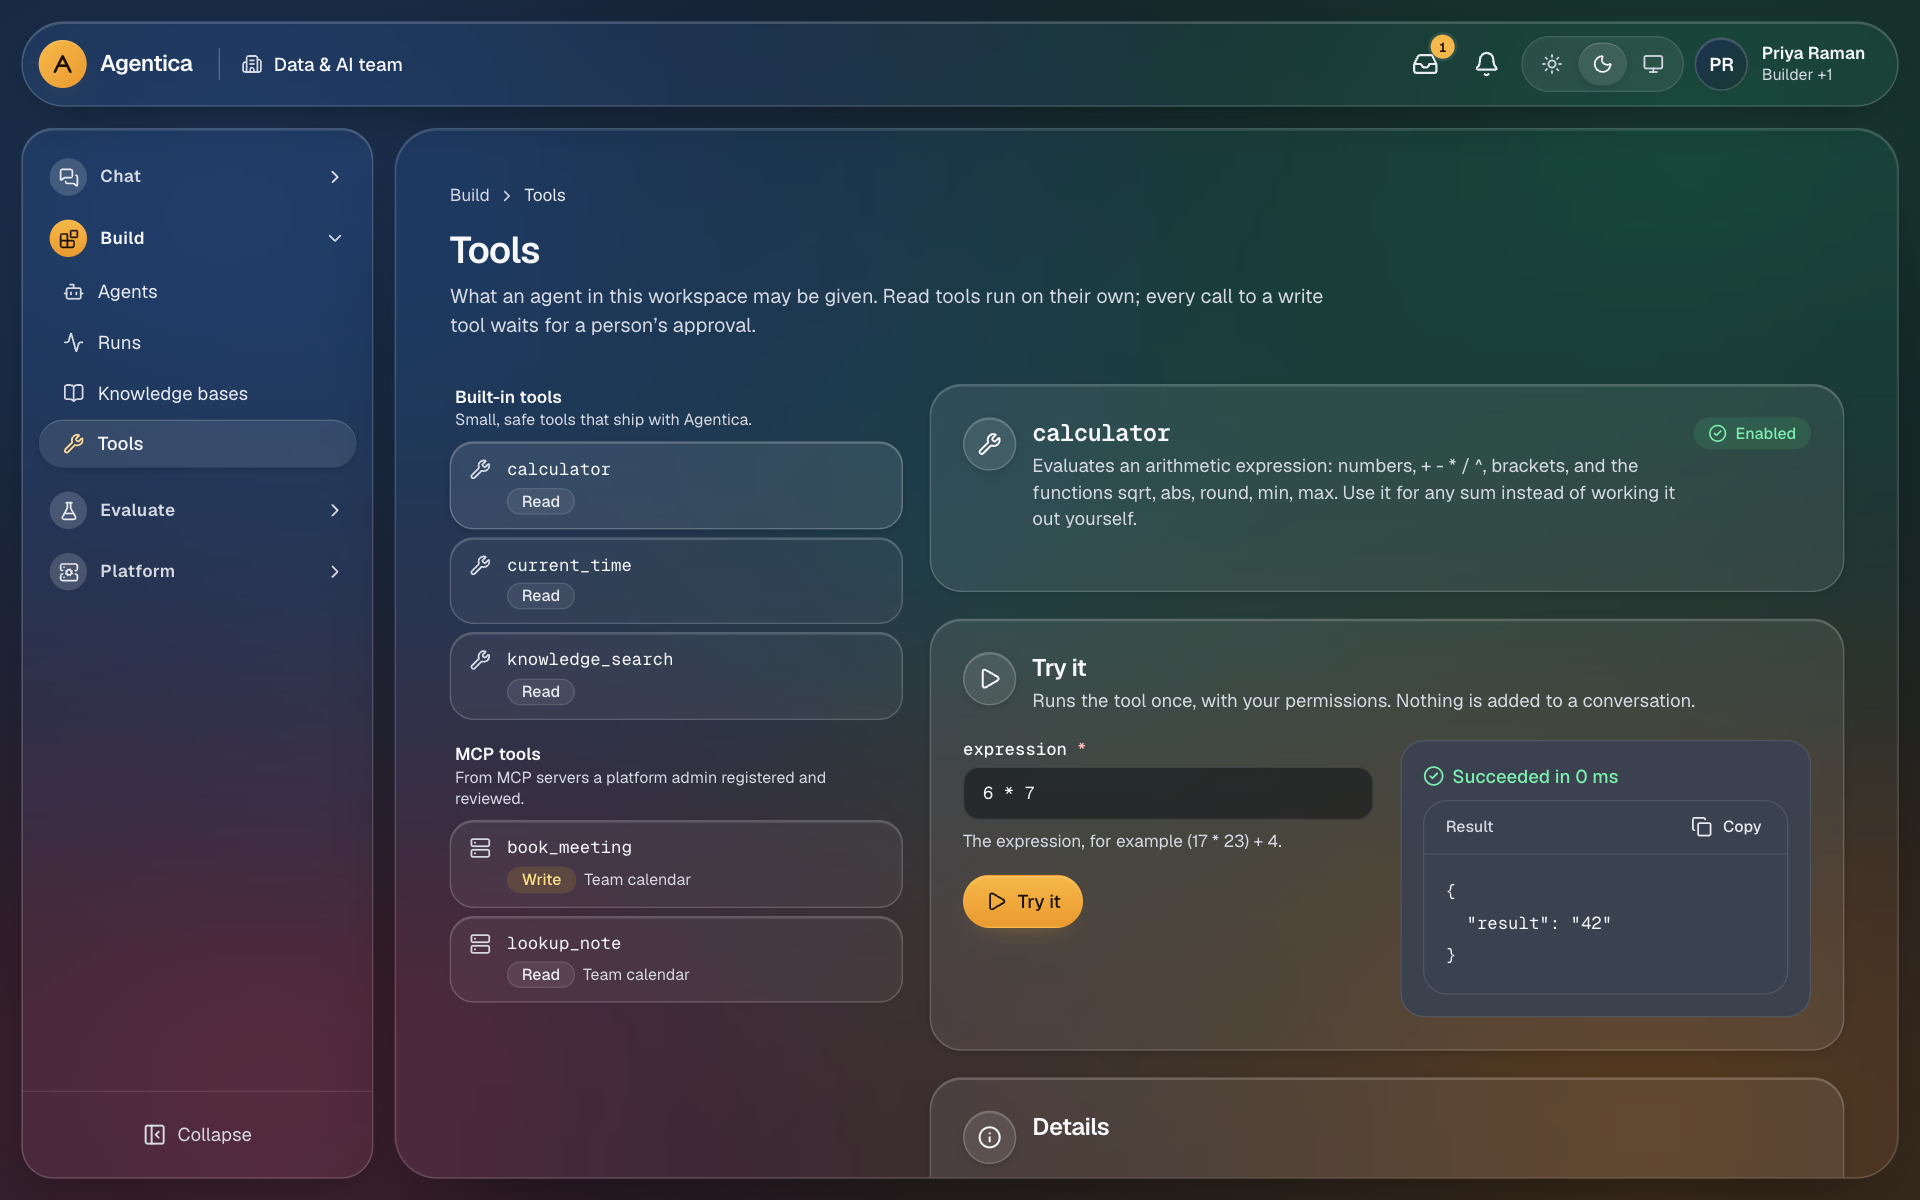 Agentica
Data & AI team
1
PR
Priya Raman
Builder +1
Chat
Build
Agents
Runs
Knowledge bases
Tools
Evaluate
Platform
Collapse
Build > Tools
Tools
What an agent in this workspace may be given. Read tools run on their own; every call to a write
tool waits for a person’s approval.
Built-in tools
Small, safe tools that ship with Agentica.
calculator
Read
current_time
Read
knowledge_search
Read
MCP tools
From MCP servers a platform admin registered and
reviewed.
book_meeting
Write Team calendar
lookup_note
Read Team calendar
calculator
Enabled
Evaluates an arithmetic expression: numbers, + - * / ^, brackets, and the
functions sqrt, abs, round, min, max. Use it for any sum instead of working it
out yourself.
Try it
Runs the tool once, with your permissions. Nothing is added to a conversation.
expression *
6 * 7
The expression, for example (17 * 23) + 4.
Try it
Succeeded in 0 ms
Result
Copy
{
"result": "42"
}
Details